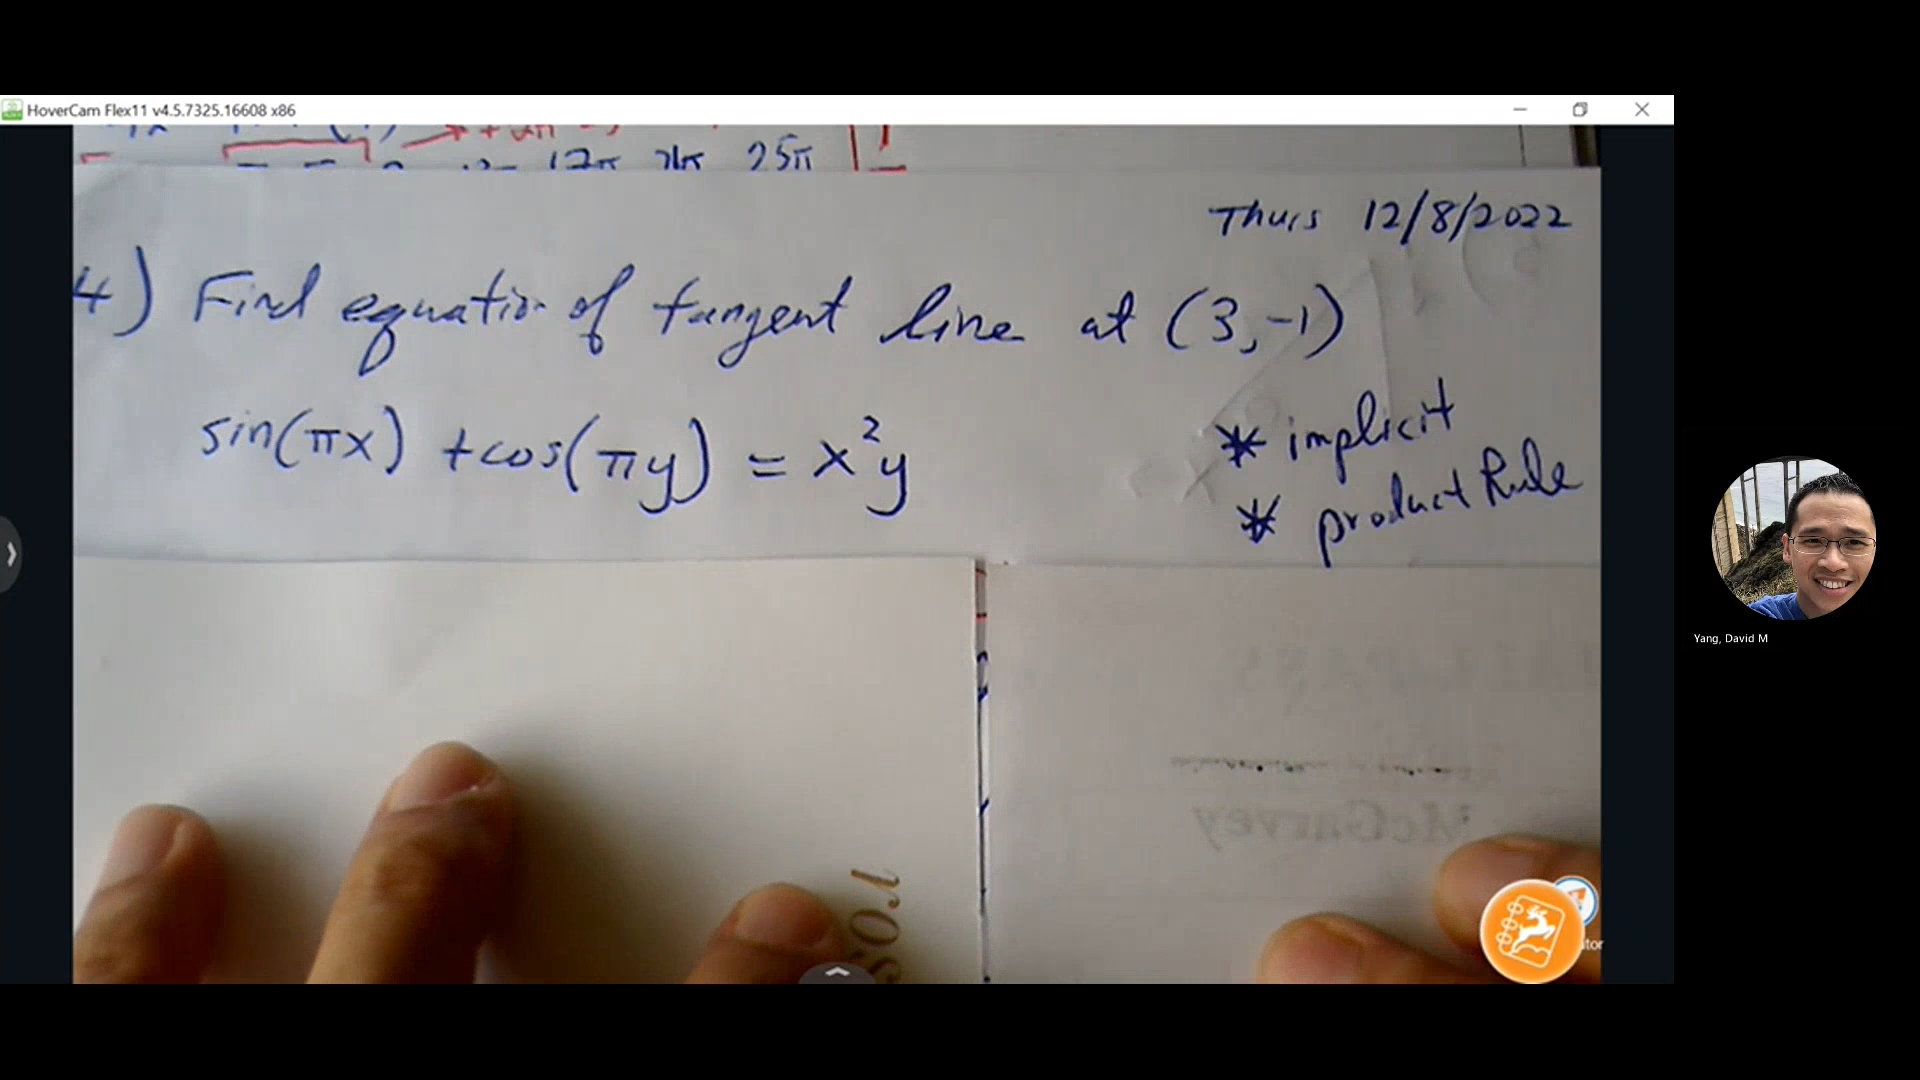 HoverCam Flex11 v4.5.7325.16608 x86
25π
Thurs 12/8/2022
4) Find equation of tangent line at (3,-1)
sin(πx) + cos(πy) = x²y
* implicit
* product Rule
Yang, David M